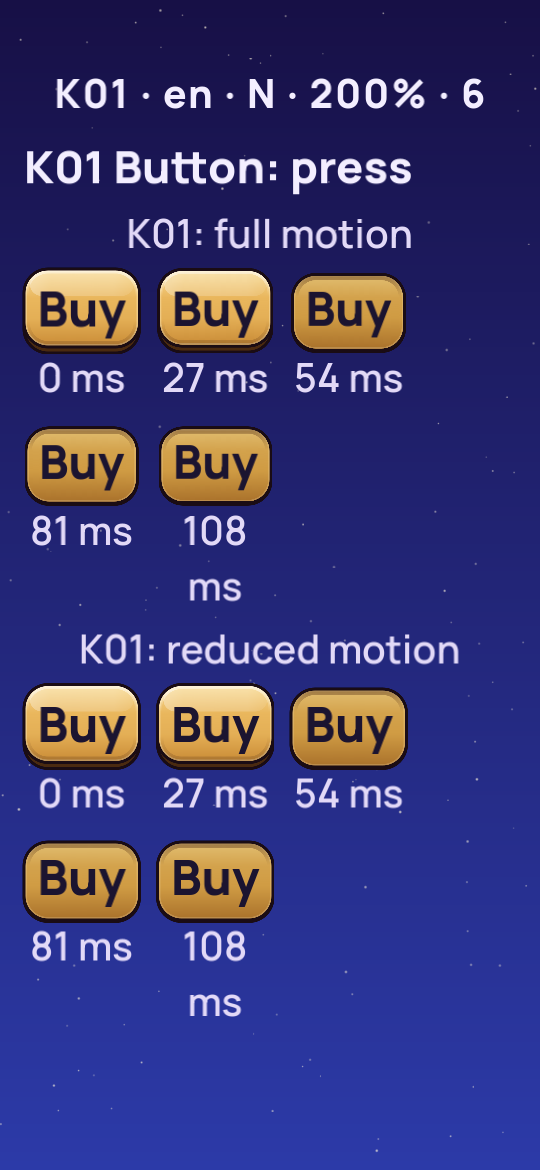 K01 · en · N · 200% · 6
K01 Button: press
K01: full motion
Buy Buy Buy
0 ms 27 ms 54 ms
Buy Buy
81 ms 108
ms
K01: reduced motion
Buy Buy Buy
0 ms 27 ms 54 ms
Buy Buy
81 ms 108
ms